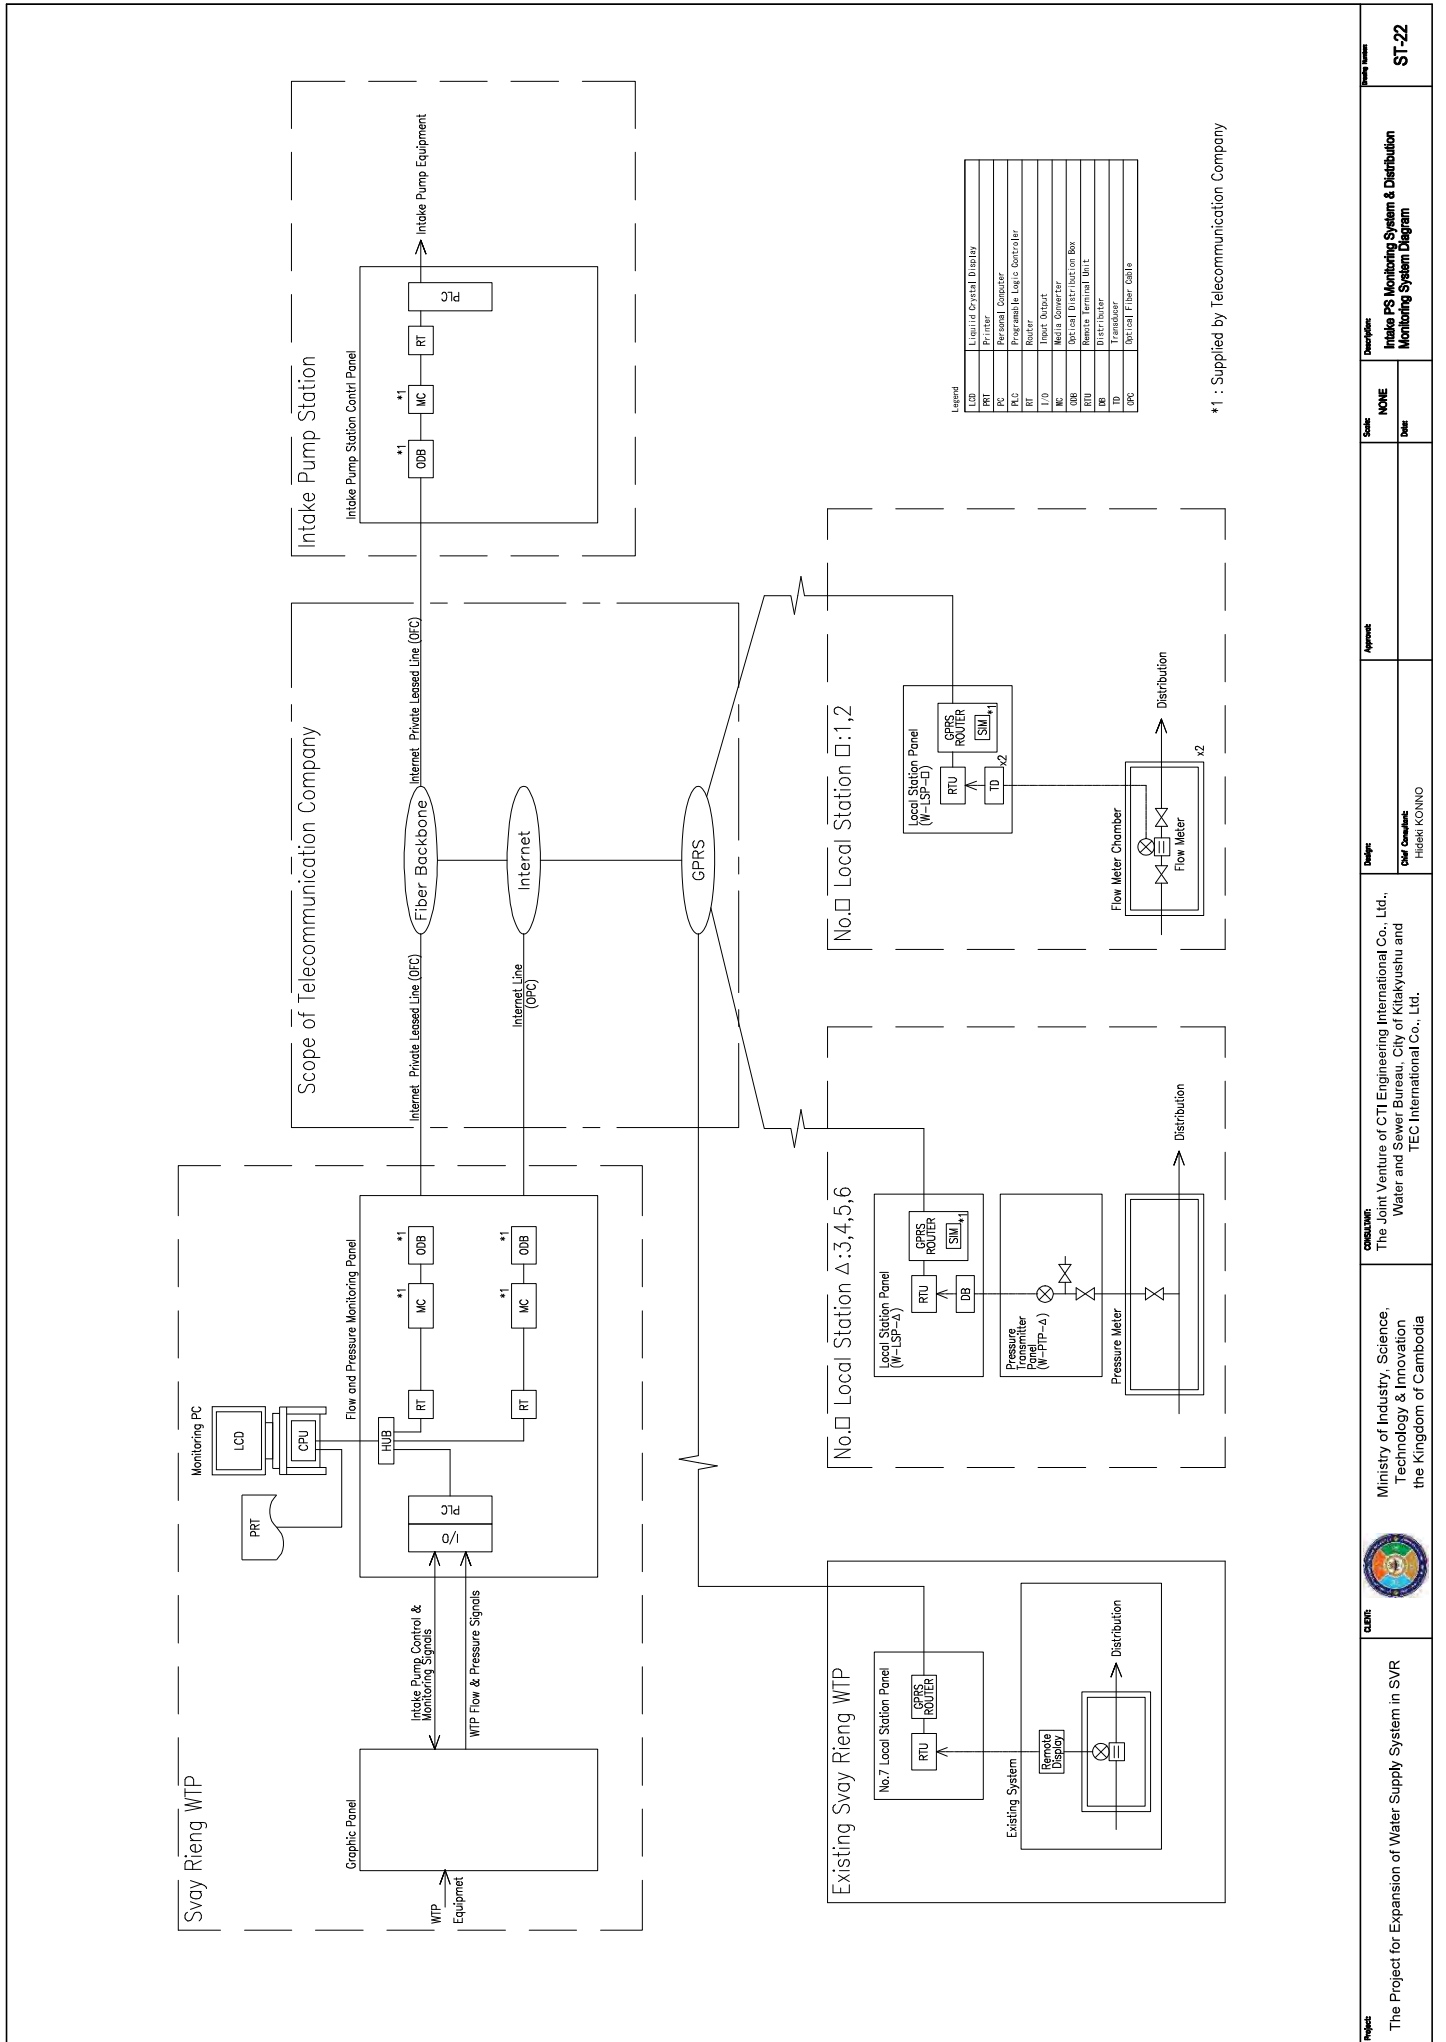 Svay Rieng WTP
WTP
Equipmet
Graphic Panel
Intake Pump Control &
Monitoring Signals
WTP Flow & Pressure Signals
Monitoring PC
PRT
LCD
CPU
Flow and Pressure Monitoring Panel
I/O
PLC
HUB
RT
MC
*1
ODB
*1
RT
MC
*1
ODB
*1
Scope of Telecommunication Company
Internet Private Leased Line (OFC)
Fiber Backbone
Internet Private Leased Line (OFC)
Internet Line
(OPC)
Internet
GPRS
Intake Pump Station
Intake Pump Station Contrl Panel
*1
ODB
*1
MC
RT
PLC
Intake Pump Equipment
Existing Svay Rieng WTP
No.7 Local Station Panel
RTU
GPRS
ROUTER
Existing System
Remote
Display
Distribution
No.□ Local Station △:3,4,5,6
Local Station Panel
(W-LSP-△)
RTU
GPRS
ROUTER
SIM
*1
DB
Pressure
Transmitter
Panel
(W-PTP-△)
Pressure Meter
Distribution
No.□ Local Station □:1,2
Local Station Panel
(W-LSP-□)
RTU
GPRS
ROUTER
SIM
*1
TD
x2
Flow Meter Chamber
Flow Meter
x2
Distribution
Legend
LCD Liquiid Crystal Display
PRT Printer
PC Personal Conputer
PLC Programable Logic Controler
RT Router
I/O Input Output
MC Media Converter
ODB Optical Distribution Box
RTU Remote Terminal Unit
DB Distributer
TD Transducer
OPC Optical Fiber Cable
*1 : Supplied by Telecommunication Company
Project:
The Project for Expansion of Water Supply System in SVR
CLIENT:
Ministry of Industry, Science,
Technology & Innovation
the Kingdom of Cambodia
CONSULTANT:
The Joint Venture of CTI Engineering International Co., Ltd.,
Water and Sewer Bureau, City of Kitakyushu and
TEC International Co., Ltd.
Design:
Chief Consultant:
Hideki KONNO
Approval:
Scale:
NONE
Date:
Description:
Intake PS Monitoring System & Distribution
Monitoring System Diagram
Drawing Number:
ST-22